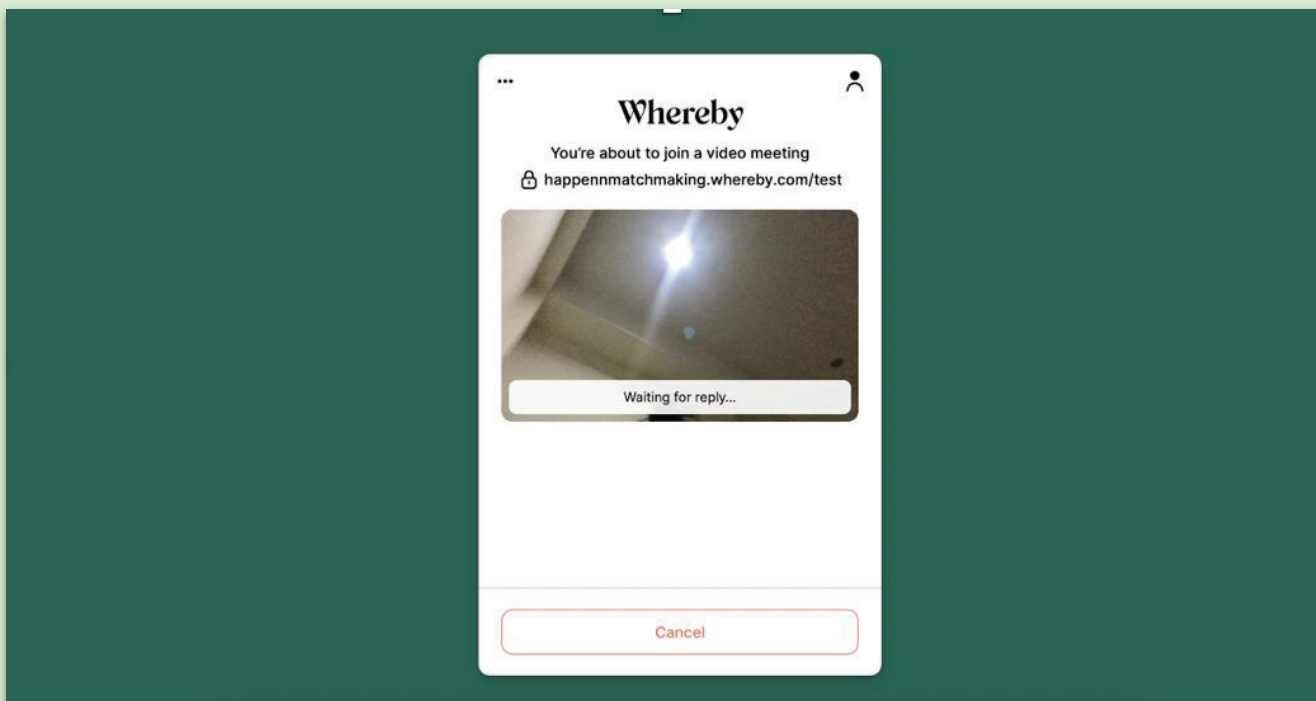 Whereby
You're about to join a video meeting
happennmatchmaking.whereby.com/test
Waiting for reply...
Cancel